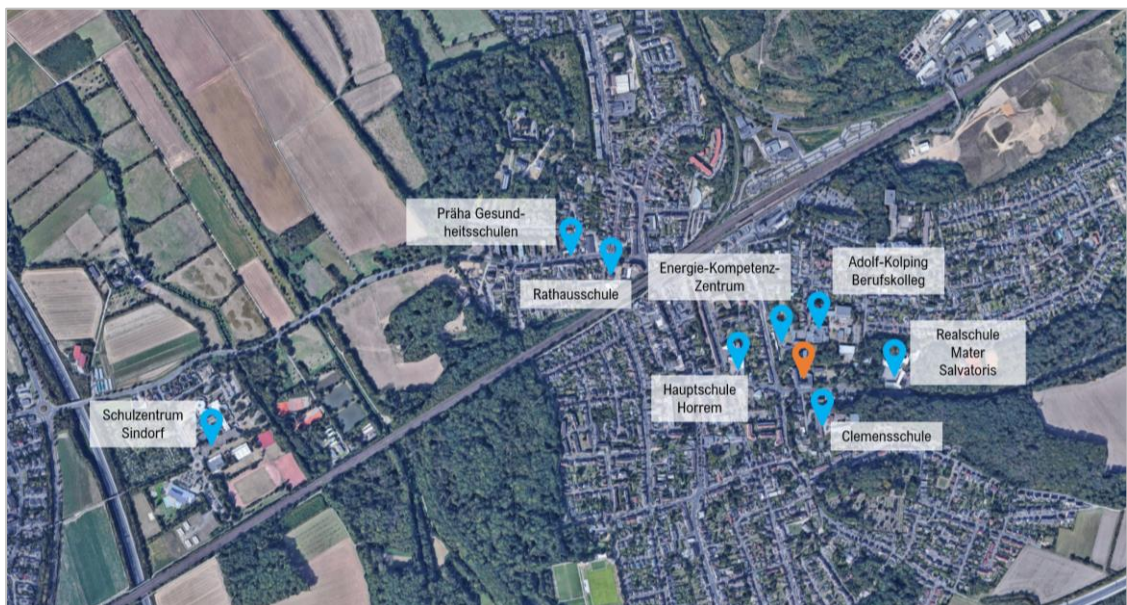 Präha Gesund-
heitsschulen
Rathausschule
Energie-Kompetenz-
Zentrum
Adolf-Kolping
Berufskolleg
Realschule
Mater
Salvatoris
Hauptschule
Horrem
Schulzentrum
Sindorf
Clemensschule